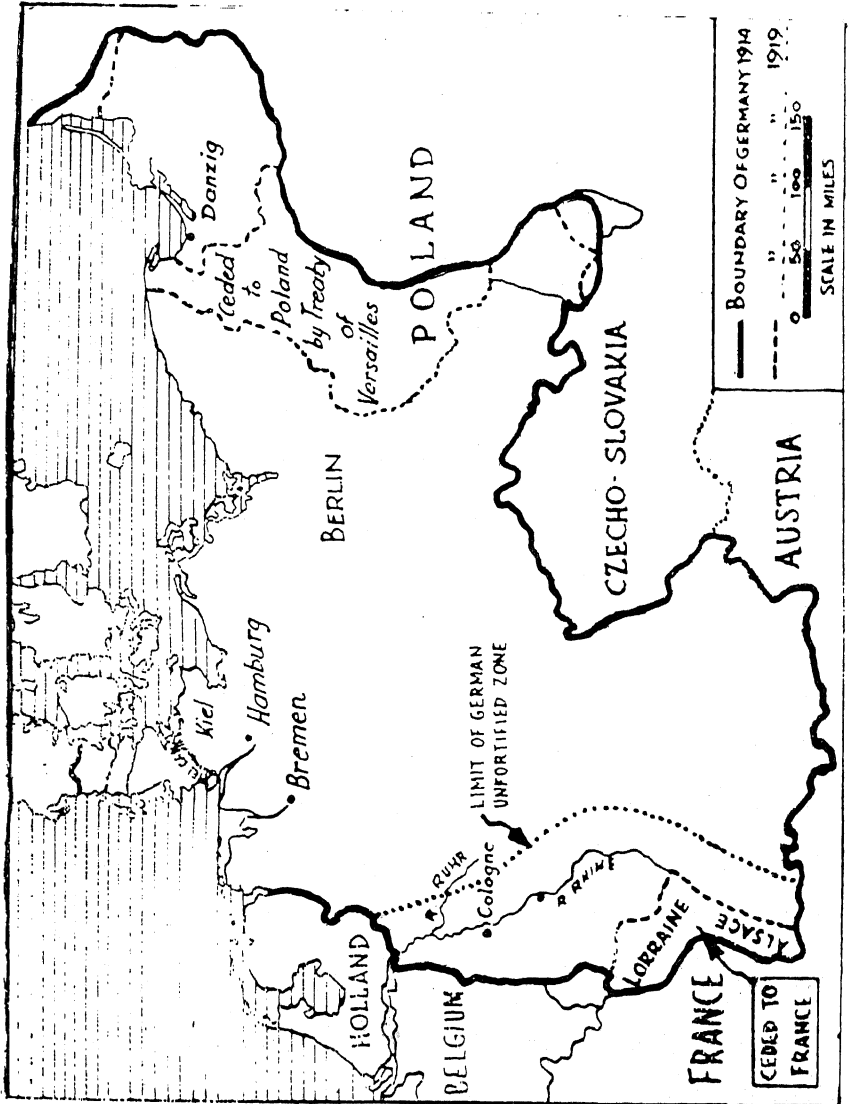 Danzig
Ceded
to
Poland
by Treaty
of
Versailles
POLAND
BERLIN
Kiel
Hamburg
Bremen
LIMIT OF GERMAN
UNFORTIFIED ZONE
CZECHO-SLOVAKIA
AUSTRIA
HOLLAND
BELGIUM
R RUHR
Cologne
R RHINE
LORRAINE
ALSACE
FRANCE
CEDED TO
FRANCE
BOUNDARY OF GERMANY 1914
" " " 1919
0 50 100 150
SCALE IN MILES